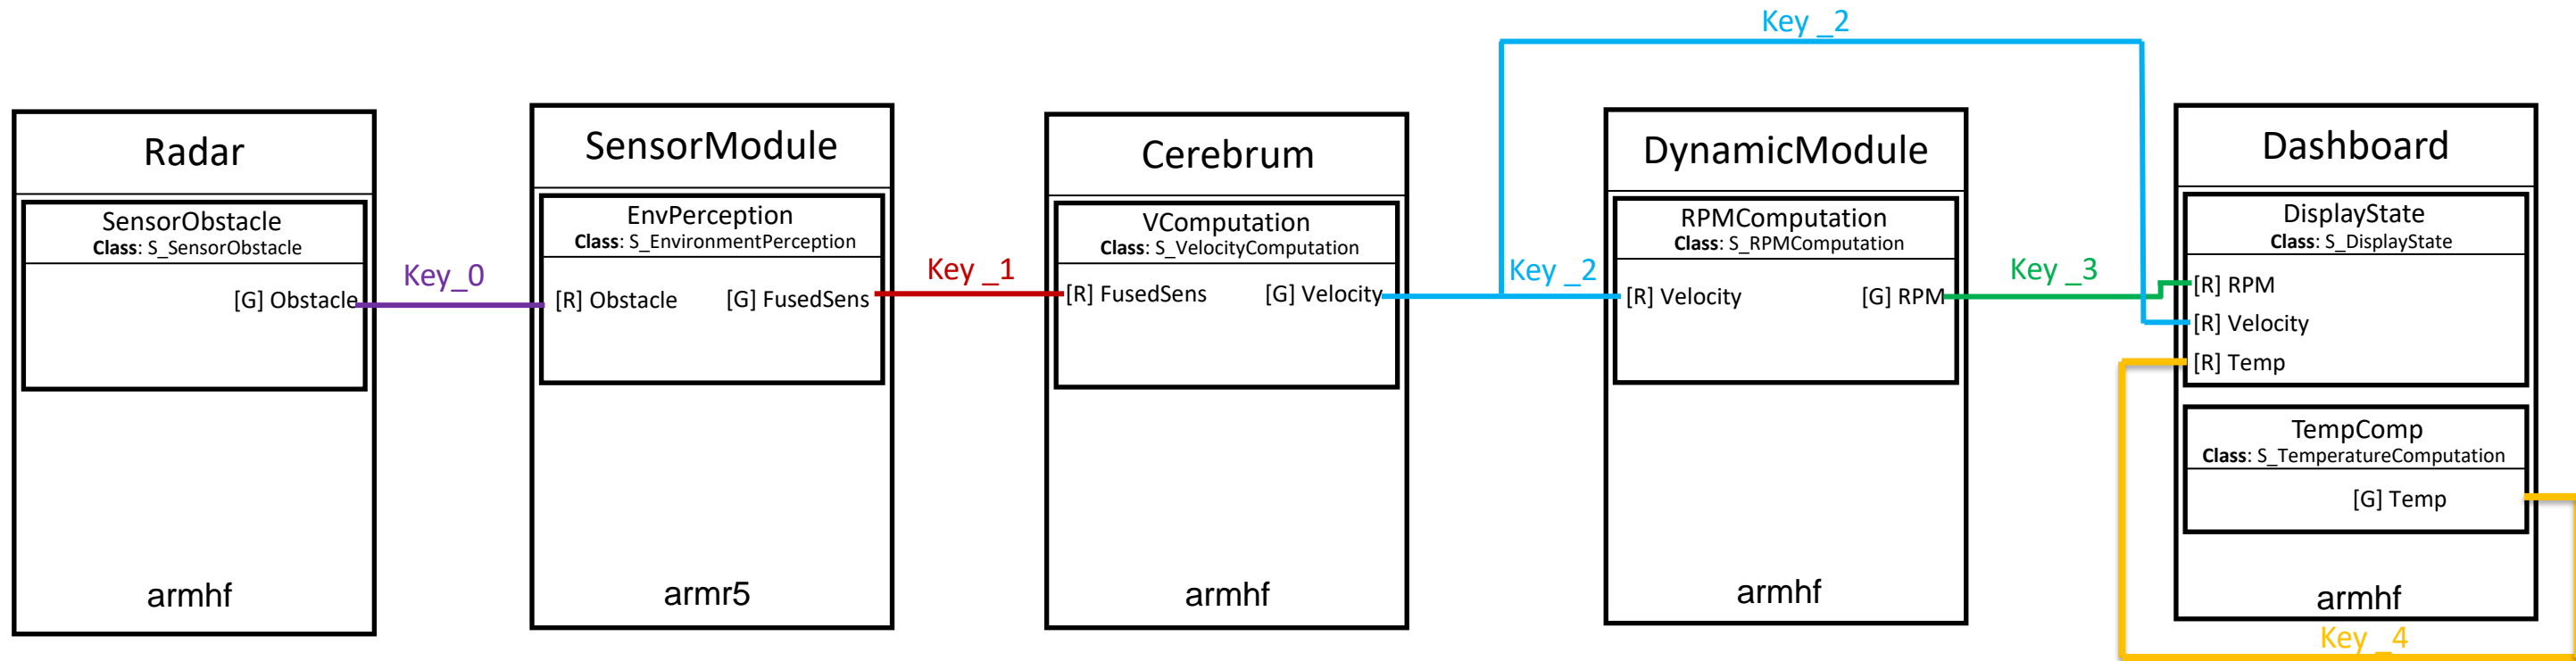 Key _2
Radar
SensorObstacle
Class: S_SensorObstacle
[G] Obstacle
armhf
Key_0
SensorModule
EnvPerception
Class: S_EnvironmentPerception
[R] Obstacle
[G] FusedSens
armr5
Key _1
Cerebrum
VComputation
Class: S_VelocityComputation
[R] FusedSens
[G] Velocity
armhf
Key _2
DynamicModule
RPMComputation
Class: S_RPMComputation
[R] Velocity
[G] RPM
armhf
Key _3
Dashboard
DisplayState
Class: S_DisplayState
[R] RPM
[R] Velocity
[R] Temp
TempComp
Class: S_TemperatureComputation
[G] Temp
armhf
Key _4